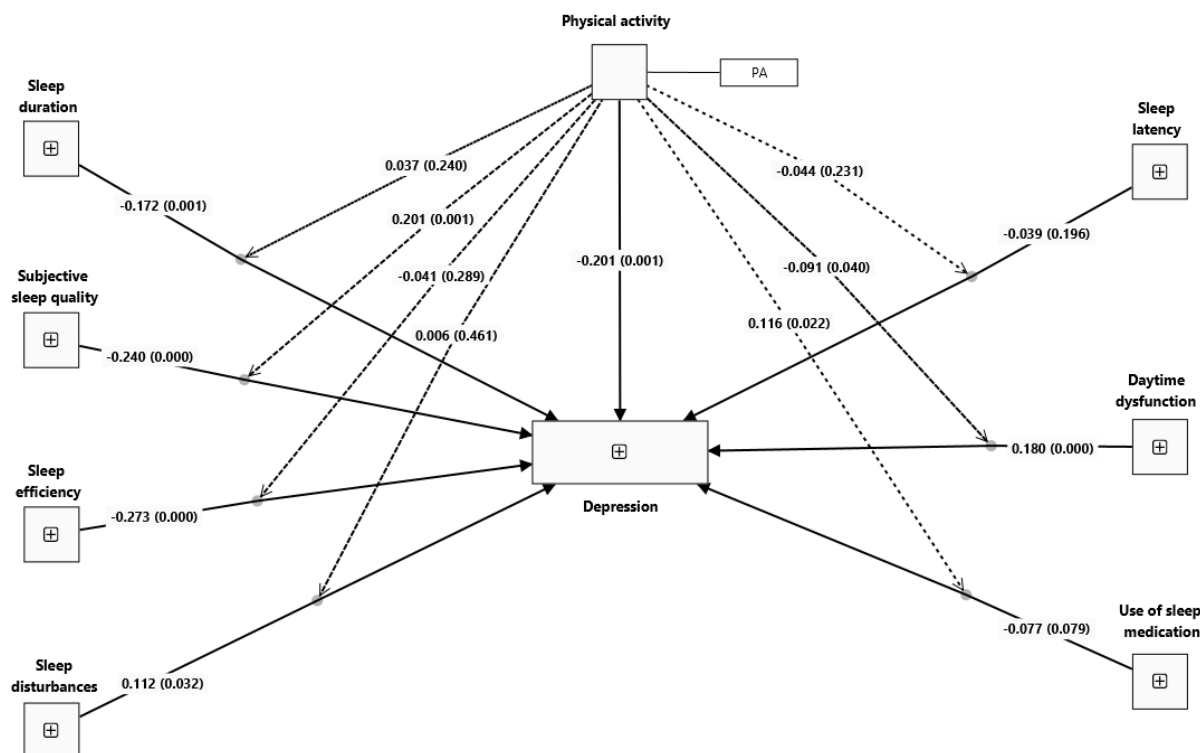 Physical activity
PA
Sleep
duration
Sleep
latency
0.037 (0.240)
-0.044 (0.231)
-0.172 (0.001)
0.201 (0.001)
-0.039 (0.196)
-0.201 (0.001)
-0.091 (0.040)
Subjective
sleep quality
-0.041 (0.289)
0.116 (0.022)
0.006 (0.461)
-0.240 (0.000)
Daytime
dysfunction
0.180 (0.000)
Sleep
efficiency
Depression
-0.273 (0.000)
Use of sleep
medication
-0.077 (0.079)
Sleep
disturbances
0.112 (0.032)